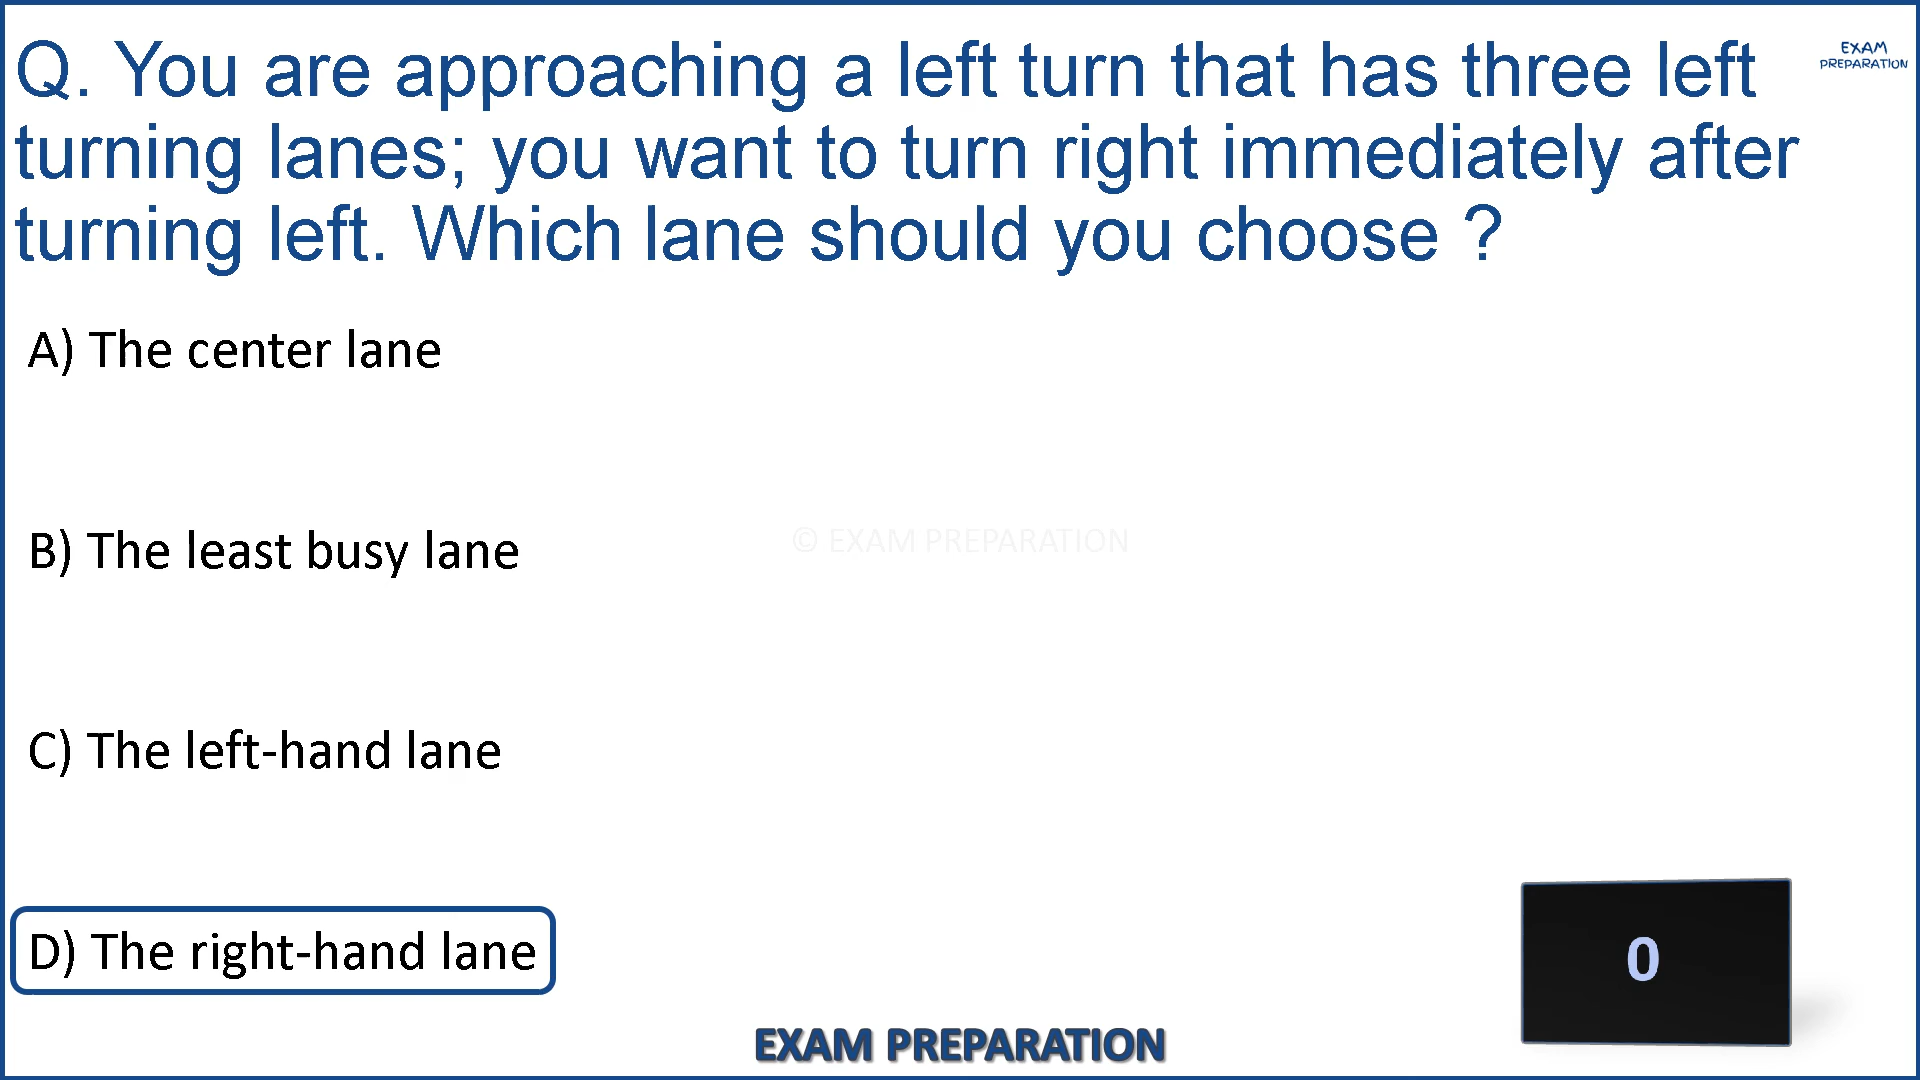 Q. You are approaching a left turn that has three left
turning lanes; you want to turn right immediately after
turning left. Which lane should you choose ?
EXAM
PREPARATION
A) The center lane
B) The least busy lane
© EXAM PREPARATION
C) The left-hand lane
D) The right-hand lane
0
EXAM PREPARATION